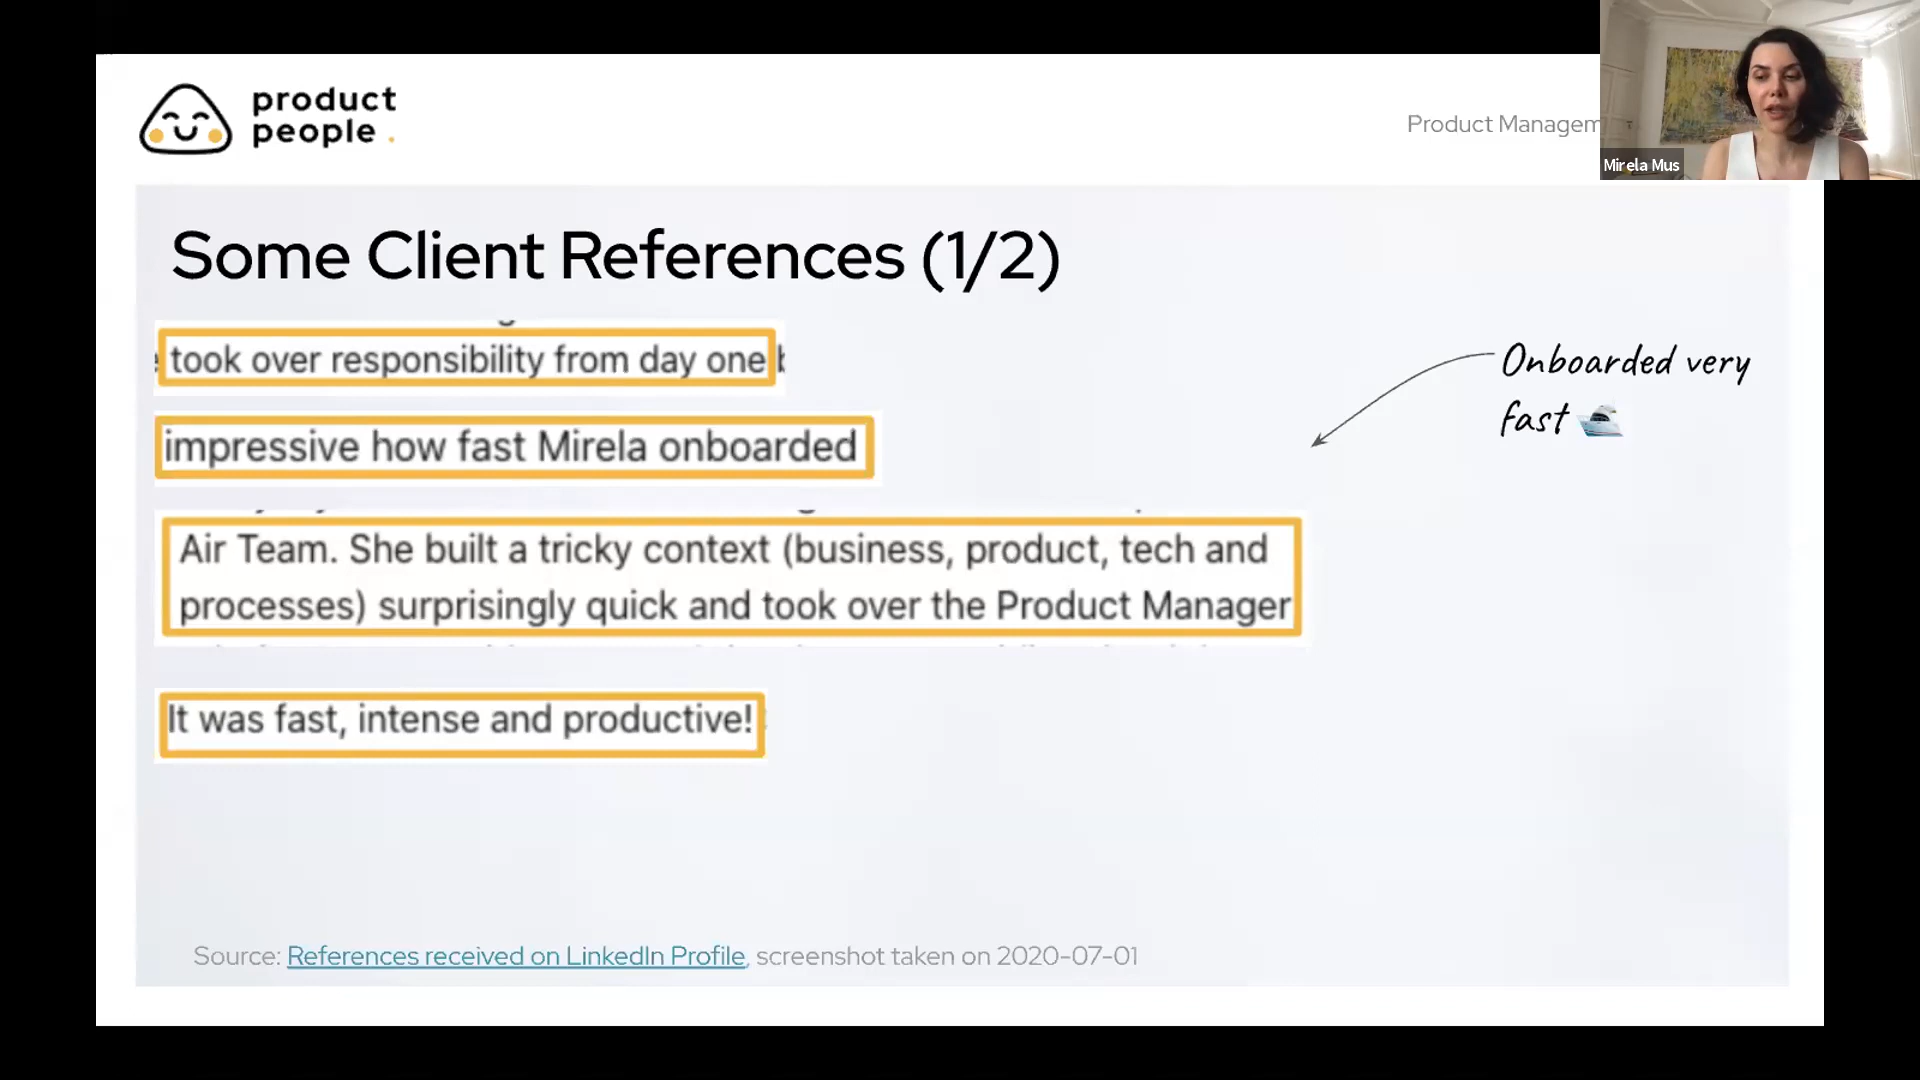 product
people.
Product Managem
Mirela Mus
Some Client References (1/2)
took over responsibility from day one
impressive how fast Mirela onboarded
Air Team. She built a tricky context (business, product, tech and
processes) surprisingly quick and took over the Product Manager
It was fast, intense and productive!
Onboarded very
fast 🛳️
Source: References received on LinkedIn Profile, screenshot taken on 2020-07-01